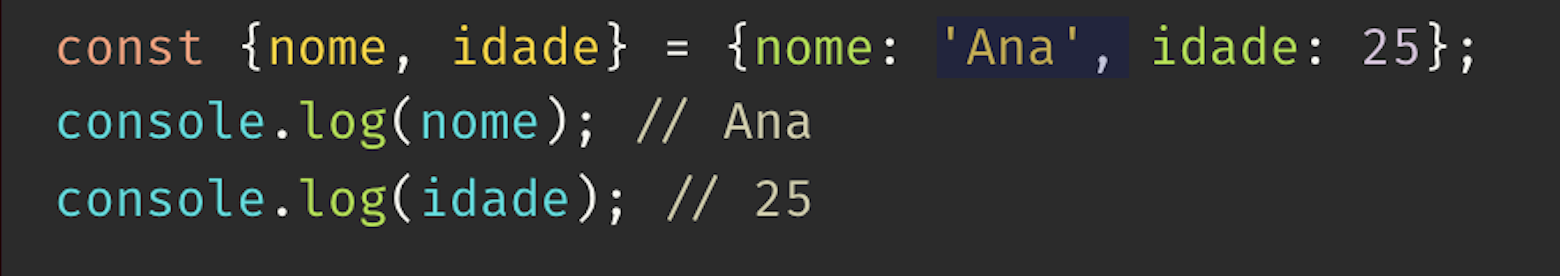 const {nome, idade} = {nome: 'Ana', idade: 25};
console.log(nome); // Ana
console.log(idade); // 25